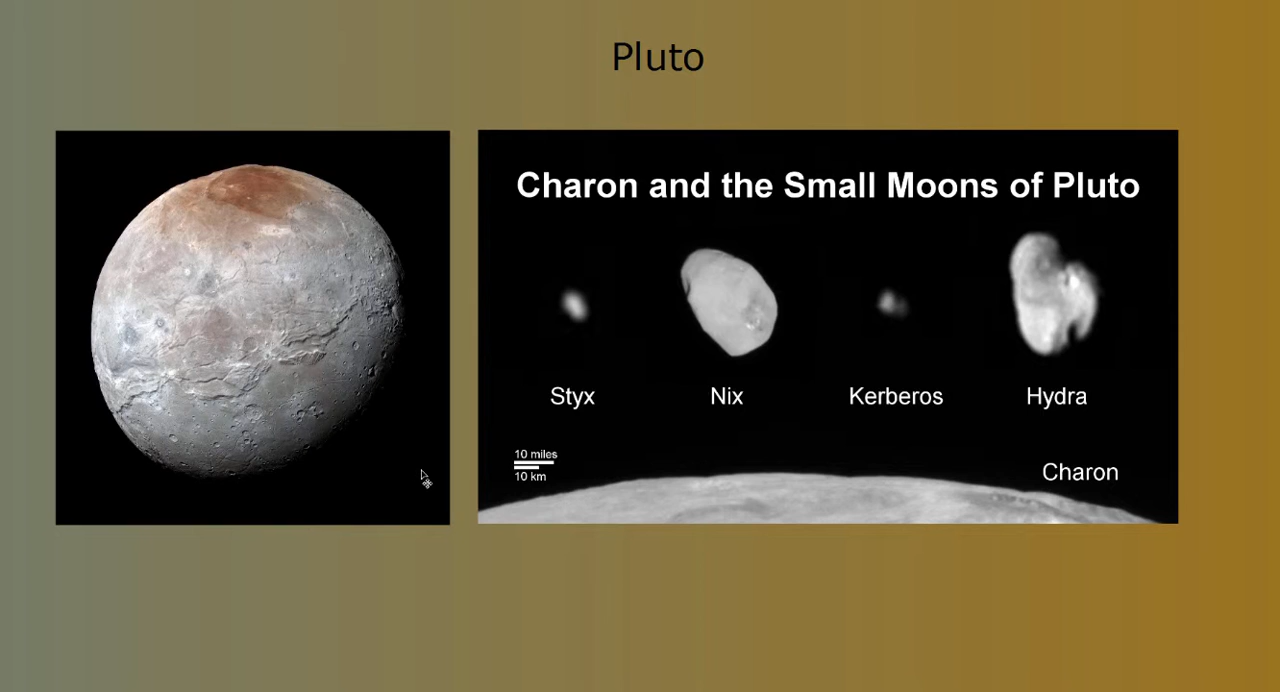 Pluto
Charon and the Small Moons of Pluto
Styx
Nix
Kerberos
Hydra
10 miles
10 km
Charon